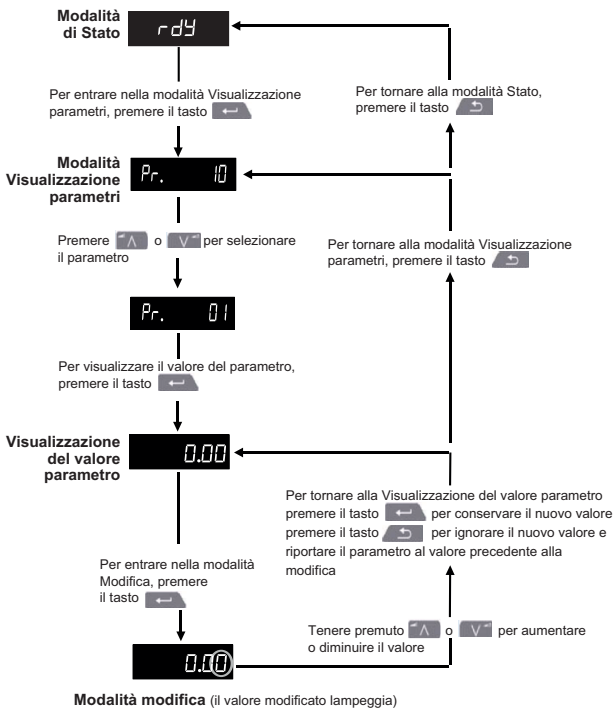 Modalità
di Stato
rdY
Per entrare nella modalità Visualizzazione
parametri, premere il tasto
Per tornare alla modalità Stato,
premere il tasto
Modalità
Visualizzazione
parametri
Pr. 10
Premere o per selezionare
il parametro
Per tornare alla modalità Visualizzazione
parametri, premere il tasto
Pr. 01
Per visualizzare il valore del parametro,
premere il tasto
Visualizzazione
del valore
parametro
0.00
Per tornare alla Visualizzazione del valore parametro
premere il tasto per conservare il nuovo valore
premere il tasto per ignorare il nuovo valore e
riportare il parametro al valore precedente alla
modifica
Per entrare nella modalità
Modifica, premere
il tasto
Tenere premuto o per aumentare
o diminuire il valore
0.00
Modalità modifica (il valore modificato lampeggia)